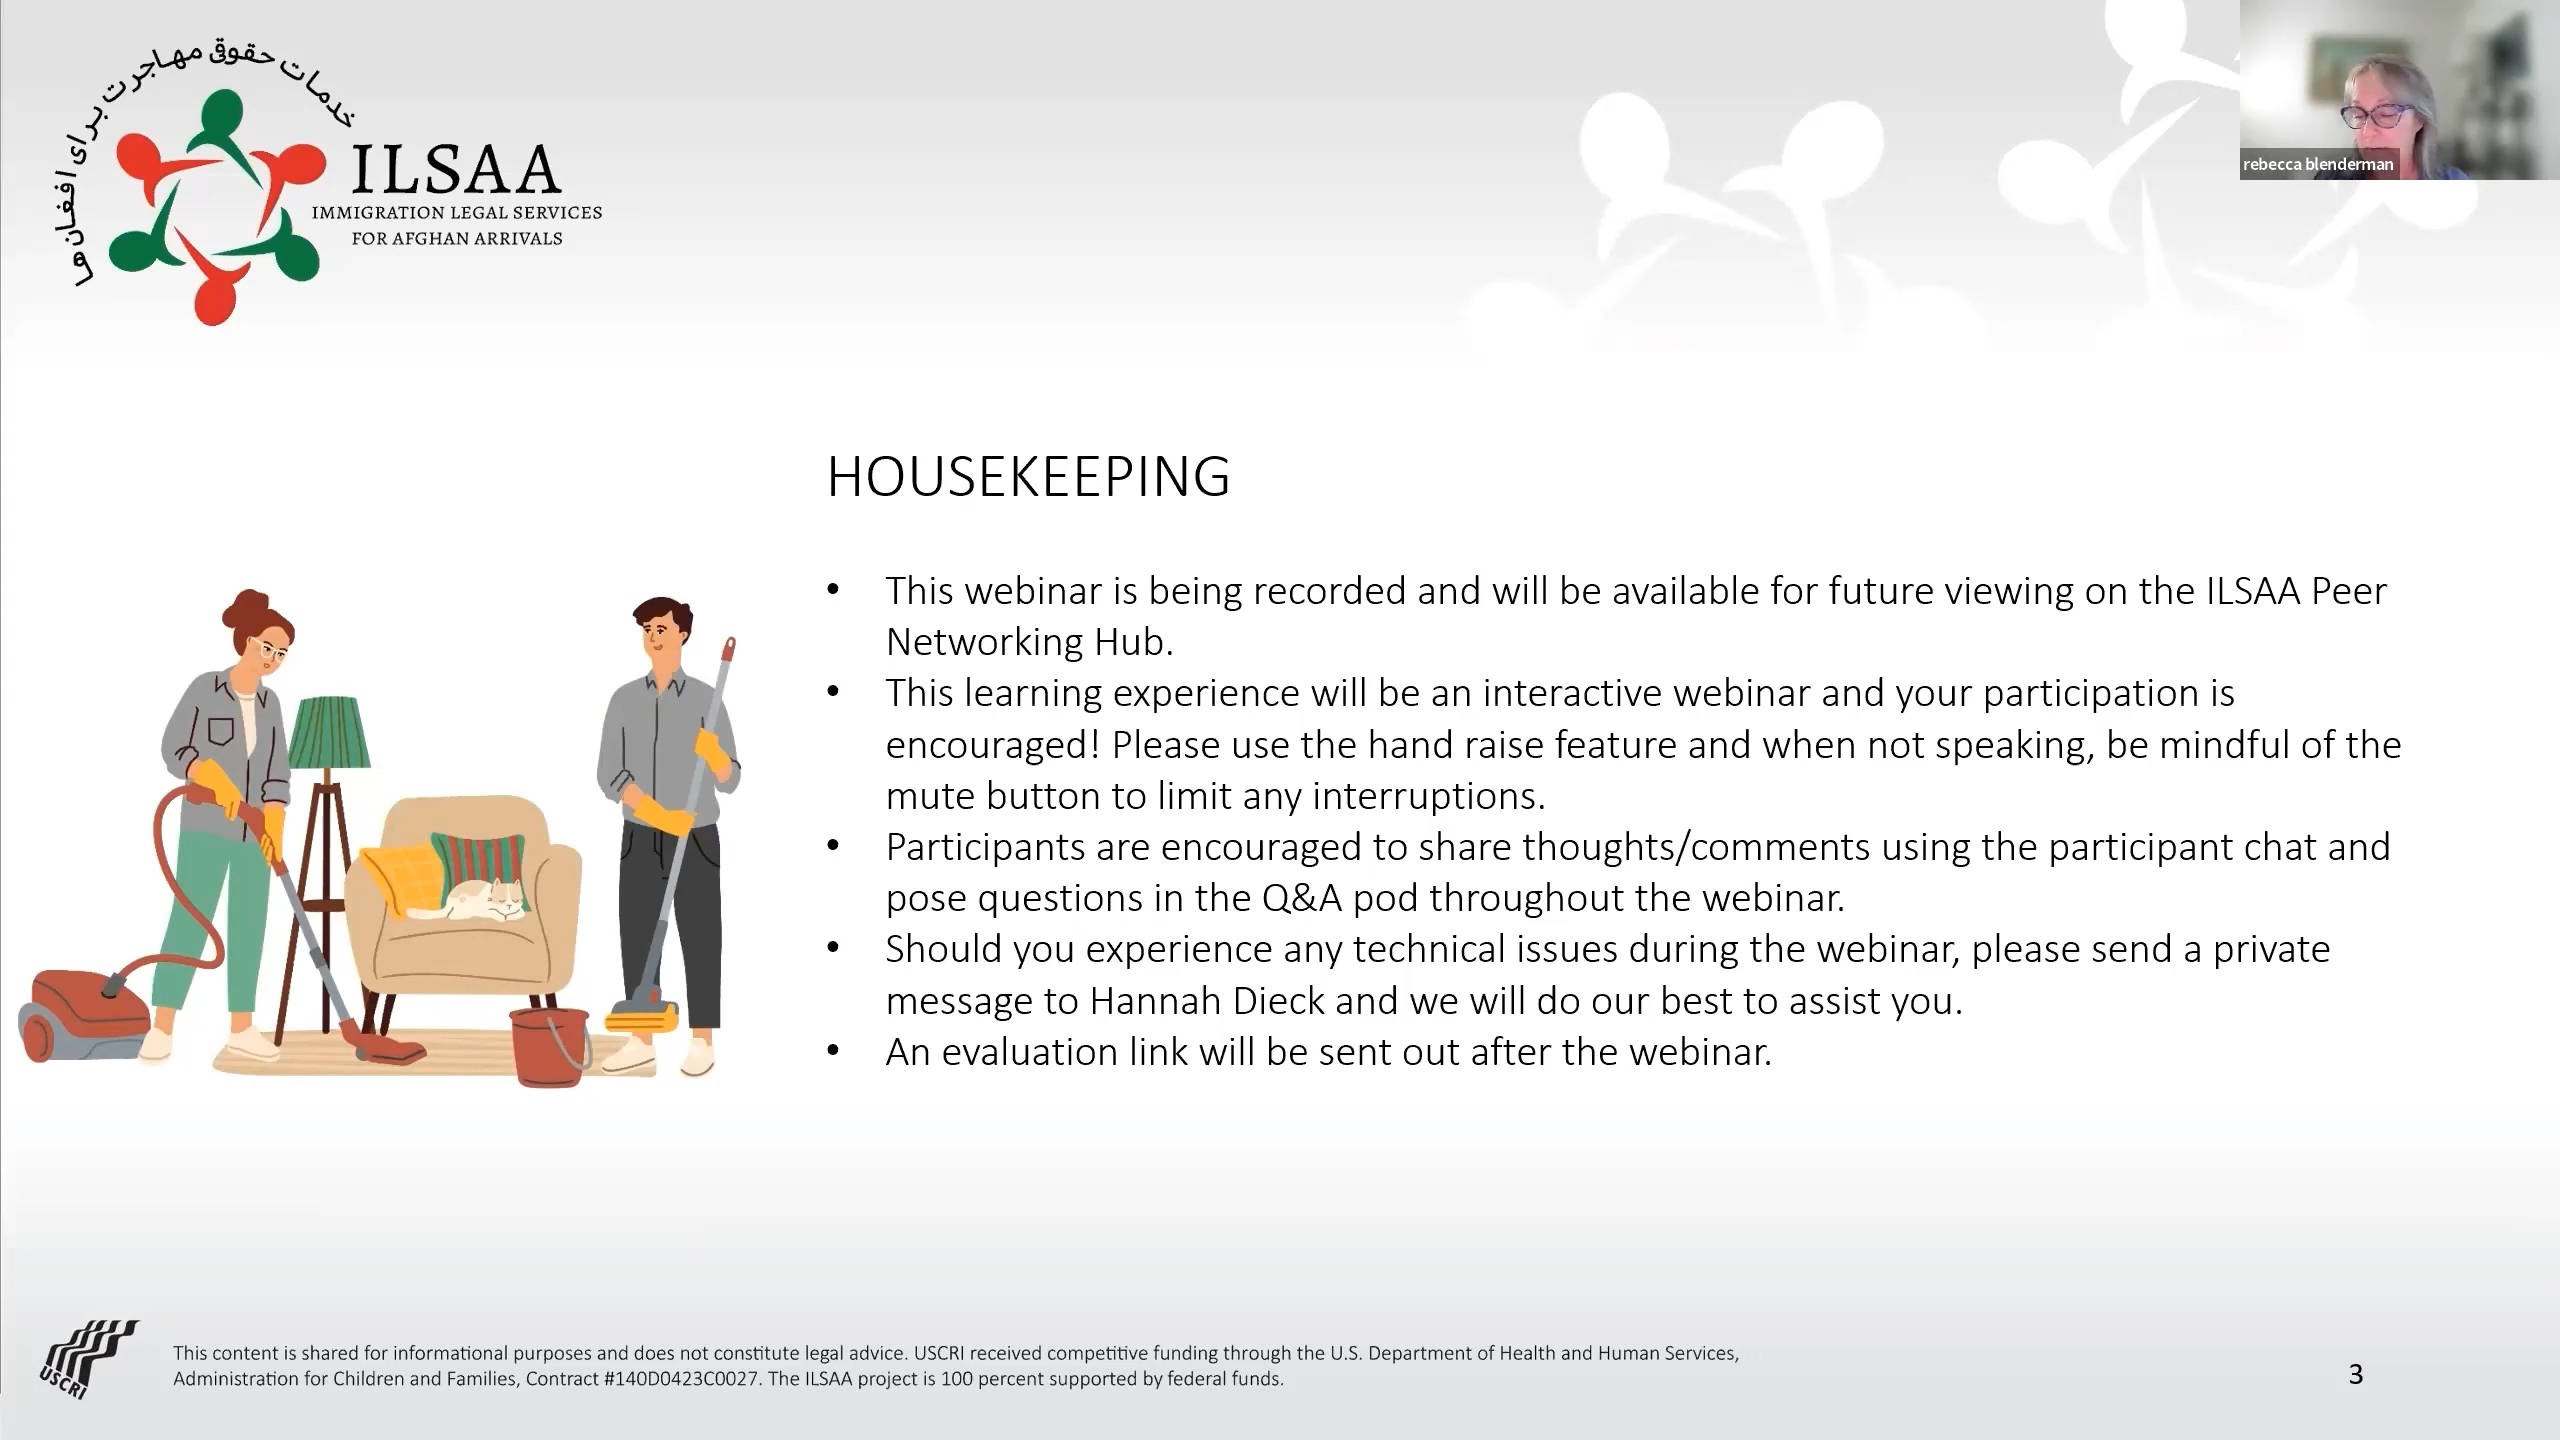 خدمات حقوقی مهاجرت برای افغان‌ها
ILSAA
IMMIGRATION LEGAL SERVICES
FOR AFGHAN ARRIVALS
rebecca blenderman
HOUSEKEEPING
• This webinar is being recorded and will be available for future viewing on the ILSAA Peer
Networking Hub.
• This learning experience will be an interactive webinar and your participation is
encouraged! Please use the hand raise feature and when not speaking, be mindful of the
mute button to limit any interruptions.
• Participants are encouraged to share thoughts/comments using the participant chat and
pose questions in the Q&A pod throughout the webinar.
• Should you experience any technical issues during the webinar, please send a private
message to Hannah Dieck and we will do our best to assist you.
• An evaluation link will be sent out after the webinar.
USCRI
This content is shared for informational purposes and does not constitute legal advice. USCRI received competitive funding through the U.S. Department of Health and Human Services,
Administration for Children and Families, Contract #140D0423C0027. The ILSAA project is 100 percent supported by federal funds.
3